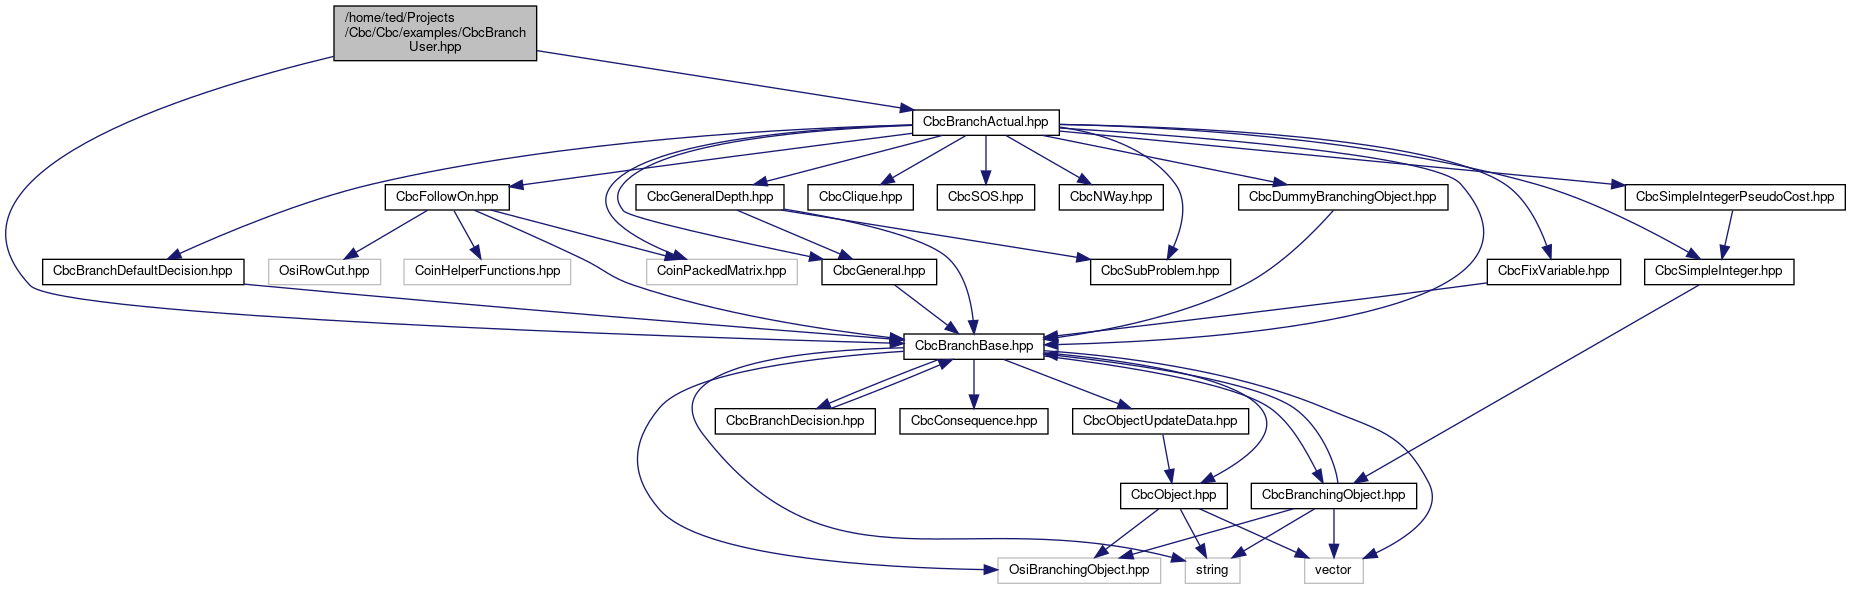 /home/ted/Projects
/Cbc/Cbc/examples/CbcBranch
User.hpp
CbcBranchActual.hpp
CbcFollowOn.hpp
CbcGeneralDepth.hpp
CbcClique.hpp
CbcSOS.hpp
CbcNWay.hpp
CbcDummyBranchingObject.hpp
CbcSimpleIntegerPseudoCost.hpp
CbcBranchDefaultDecision.hpp
OsiRowCut.hpp
CoinHelperFunctions.hpp
CoinPackedMatrix.hpp
CbcGeneral.hpp
CbcSubProblem.hpp
CbcFixVariable.hpp
CbcSimpleInteger.hpp
CbcBranchBase.hpp
CbcBranchDecision.hpp
CbcConsequence.hpp
CbcObjectUpdateData.hpp
CbcObject.hpp
CbcBranchingObject.hpp
OsiBranchingObject.hpp
string
vector